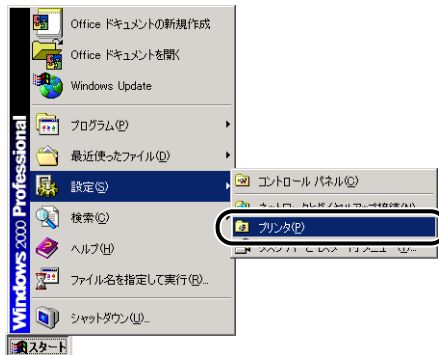 Office ドキュメントの新規作成
Office ドキュメントを開く
Windows Update
プログラム(P)
最近使ったファイル(D)
設定(S)
検索(C)
ヘルプ(H)
ファイル名を指定して実行(R)...
シャットダウン(U)...
コントロール パネル(C)
プリンタ(P)
Windows 2000 Professional
スタート